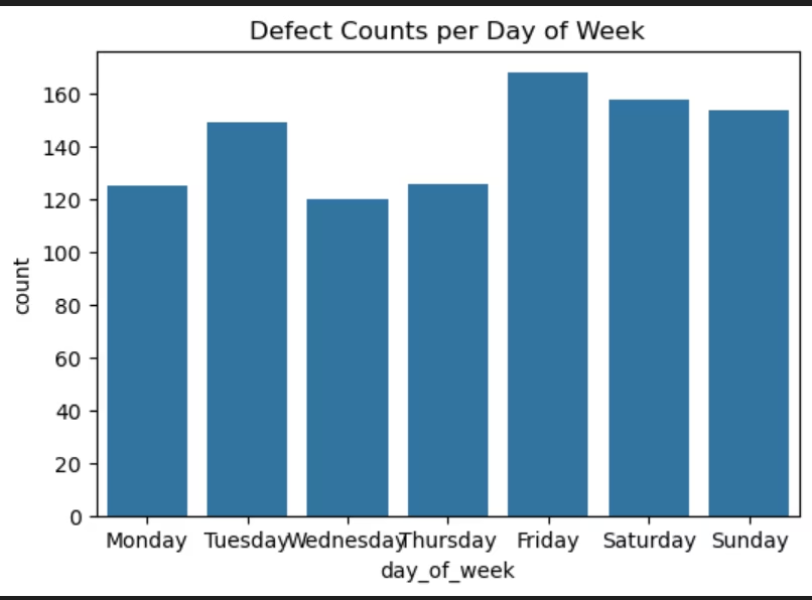 Defect Counts per Day of Week
160
140
120
100
80
60
40
20
0
count
Monday Tuesday Wednesday Thursday Friday Saturday Sunday
day_of_week